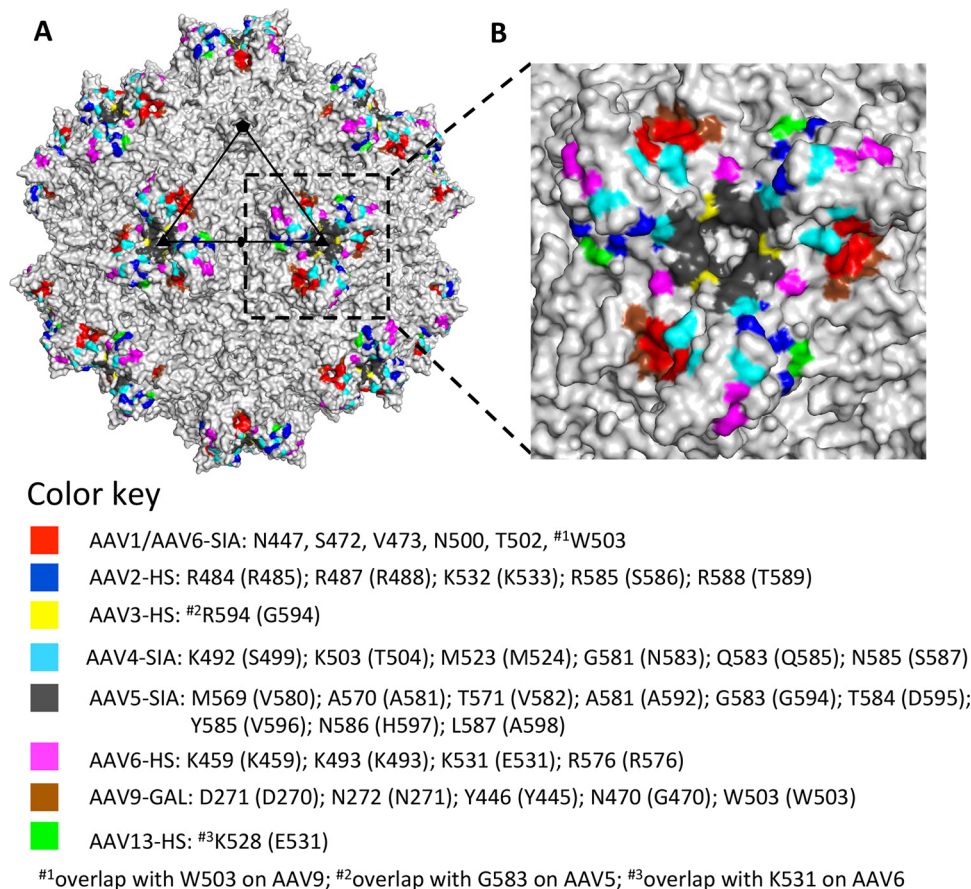 A
B
Color key
AAV1/AAV6-SIA: N447, S472, V473, N500, T502, #1W503
AAV2-HS: R484 (R485); R487 (R488); K532 (K533); R585 (S586); R588 (T589)
AAV3-HS: #2R594 (G594)
AAV4-SIA: K492 (S499); K503 (T504); M523 (M524); G581 (N583); Q583 (Q585); N585 (S587)
AAV5-SIA: M569 (V580); A570 (A581); T571 (V582); A581 (A592); G583 (G594); T584 (D595);
Y585 (V596); N586 (H597); L587 (A598)
AAV6-HS: K459 (K459); K493 (K493); K531 (E531); R576 (R576)
AAV9-GAL: D271 (D270); N272 (N271); Y446 (Y445); N470 (G470); W503 (W503)
AAV13-HS: #3K528 (E531)
#1overlap with W503 on AAV9; #2overlap with G583 on AAV5; #3overlap with K531 on AAV6